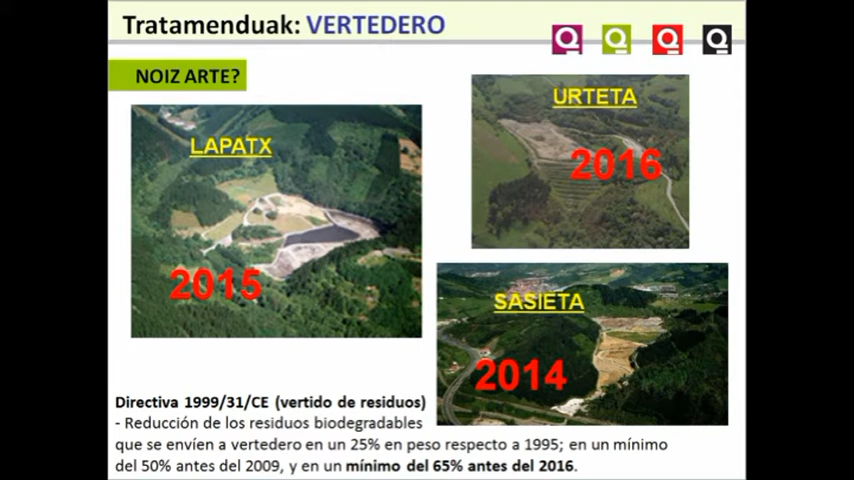 Tratamenduak: VERTEDERO
NOIZ ARTE?
LAPATX
2015
URTETA
2016
SASIETA
2014
Directiva 1999/31/CE (vertido de residuos)
- Reducción de los residuos biodegradables
que se envíen a vertedero en un 25% en peso respecto a 1995; en un mínimo
del 50% antes del 2009, y en un mínimo del 65% antes del 2016.